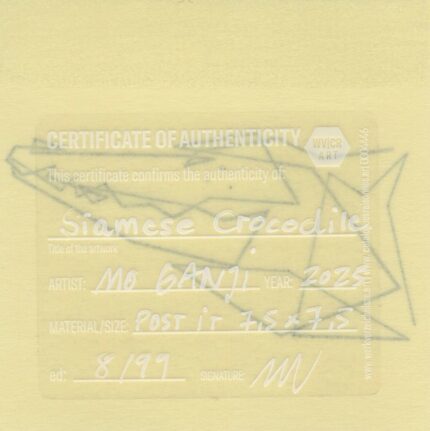 CERTIFICATE OF AUTHENTICITY
WVICR
ART
This certificate confirms the authenticity of:
Siamese Crocodile
Title of the artwork
ARTIST: MO GANJI YEAR: 2025
MATERIAL/SIZE: POST IT 7,5 x 7,5
ed: 8/99 SIGNATURE: